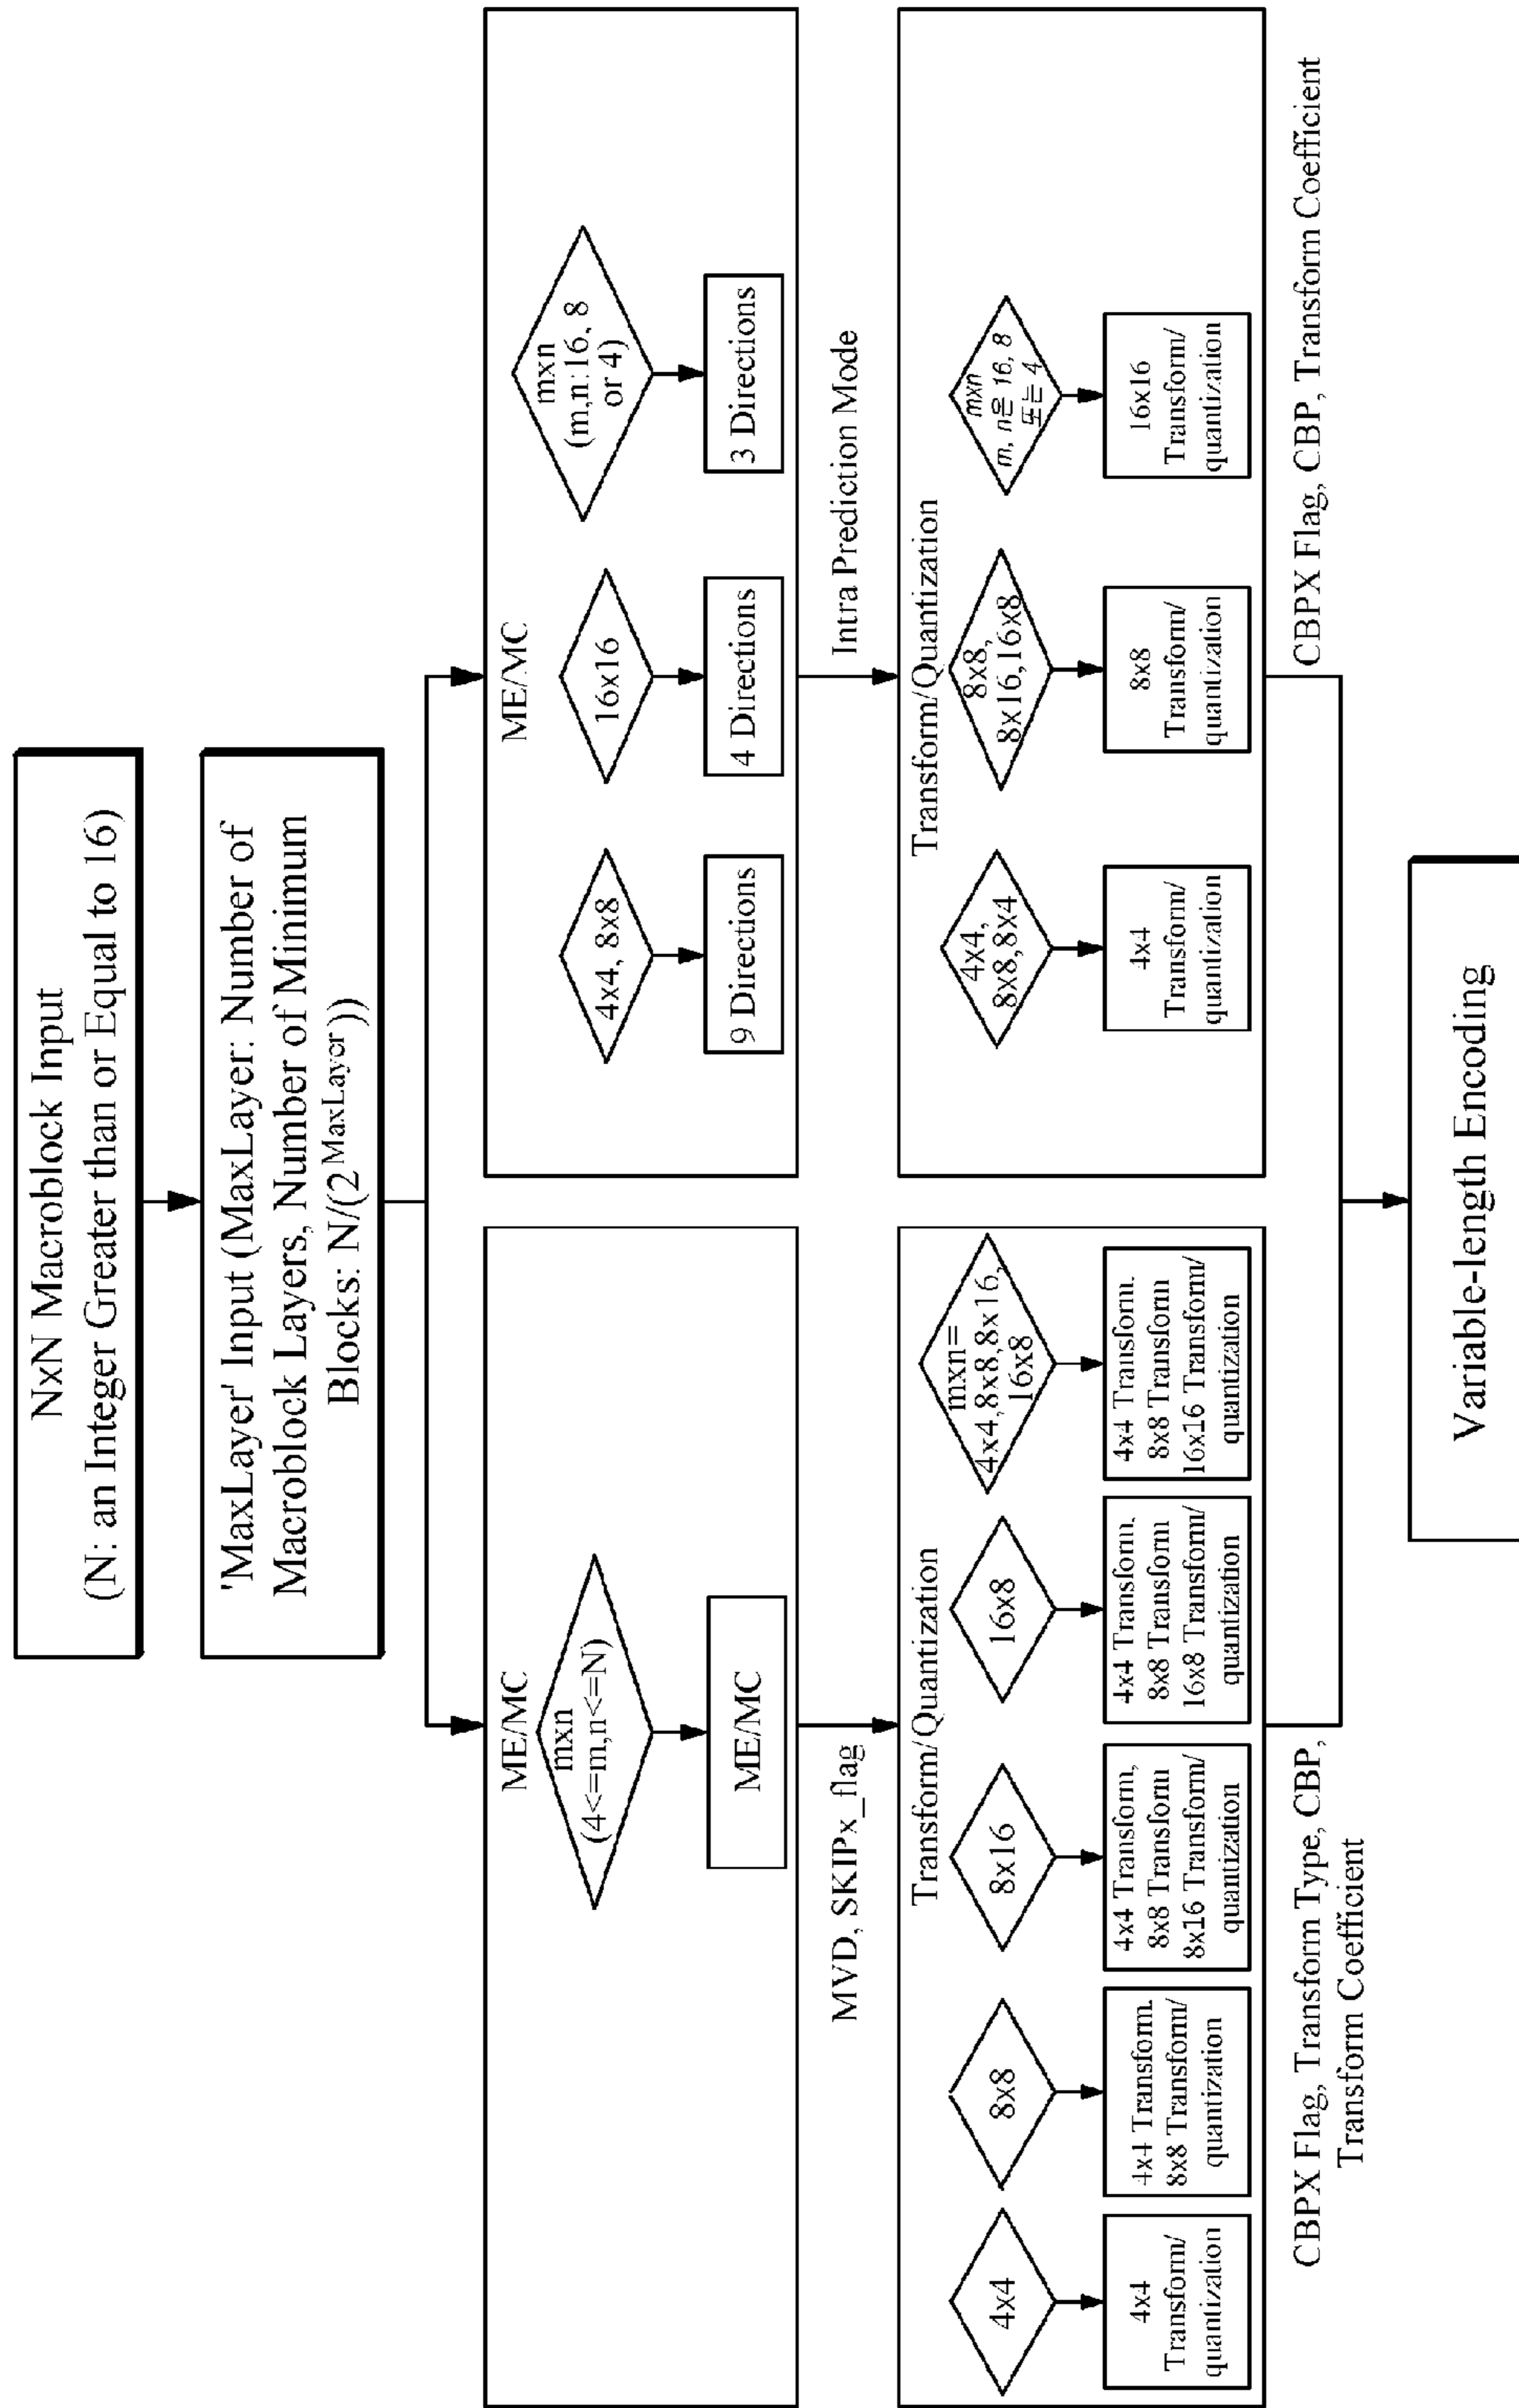 NxN Macroblock Input
(N: an Integer Greater than or Equal to 16)
'MaxLayer' Input (MaxLayer: Number of
Macroblock Layers, Number of Minimum
Blocks: N/(2^MaxLayer))
ME/MC
mxn
(4<=m,n<=N)
ME/MC
MVD, SKIPx_flag
Transform/Quantization
4x4
4x4
Transform/
quantization
8x8
4x4 Transform.
8x8 Transform/
quantization
8x16
4x4 Transform,
8x8 Transform
8x16 Transform/
quantization
16x8
4x4 Transform.
8x8 Transform
16x8 Transform/
quantization
mxn=
4x4,8x8,8x16,
16x8
4x4 Transform.
8x8 Transform
16x16 Transform/
quantization
CBPX Flag, Transform Type, CBP,
Transform Coefficient
ME/MC
4x4, 8x8
9 Directions
16x16
4 Directions
mxn
(m,n: 16, 8
or 4)
3 Directions
Intra Prediction Mode
Transform/Quantization
4x4,
8x8,8x4
4x4
Transform/
quantization
8x8,
8x16,16x8
8x8
Transform/
quantization
mxn
m, n은 16, 8
또는 4
16x16
Transform/
quantization
CBPX Flag, CBP, Transform Coefficient
Variable-length Encoding